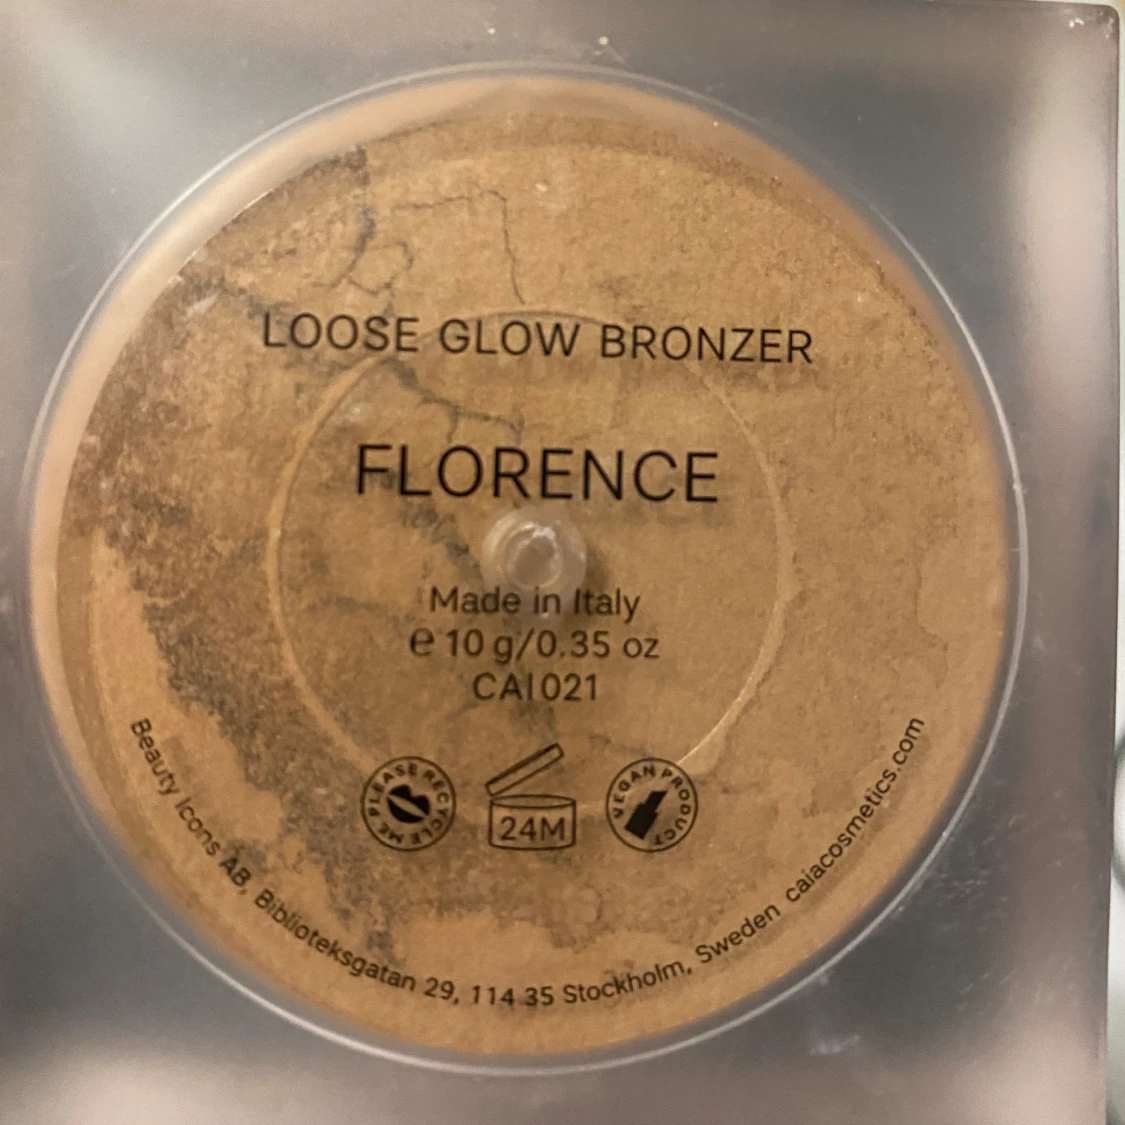 LOOSE GLOW BRONZER
FLORENCE
Made in Italy
℮ 10 g/0.35 oz
CAI021
PLEASE RECYCLE ME
24M
VEGAN PRODUCT
Beauty Icons AB, Biblioteksgatan 29, 114 35 Stockholm, Sweden caiacosmetics.com